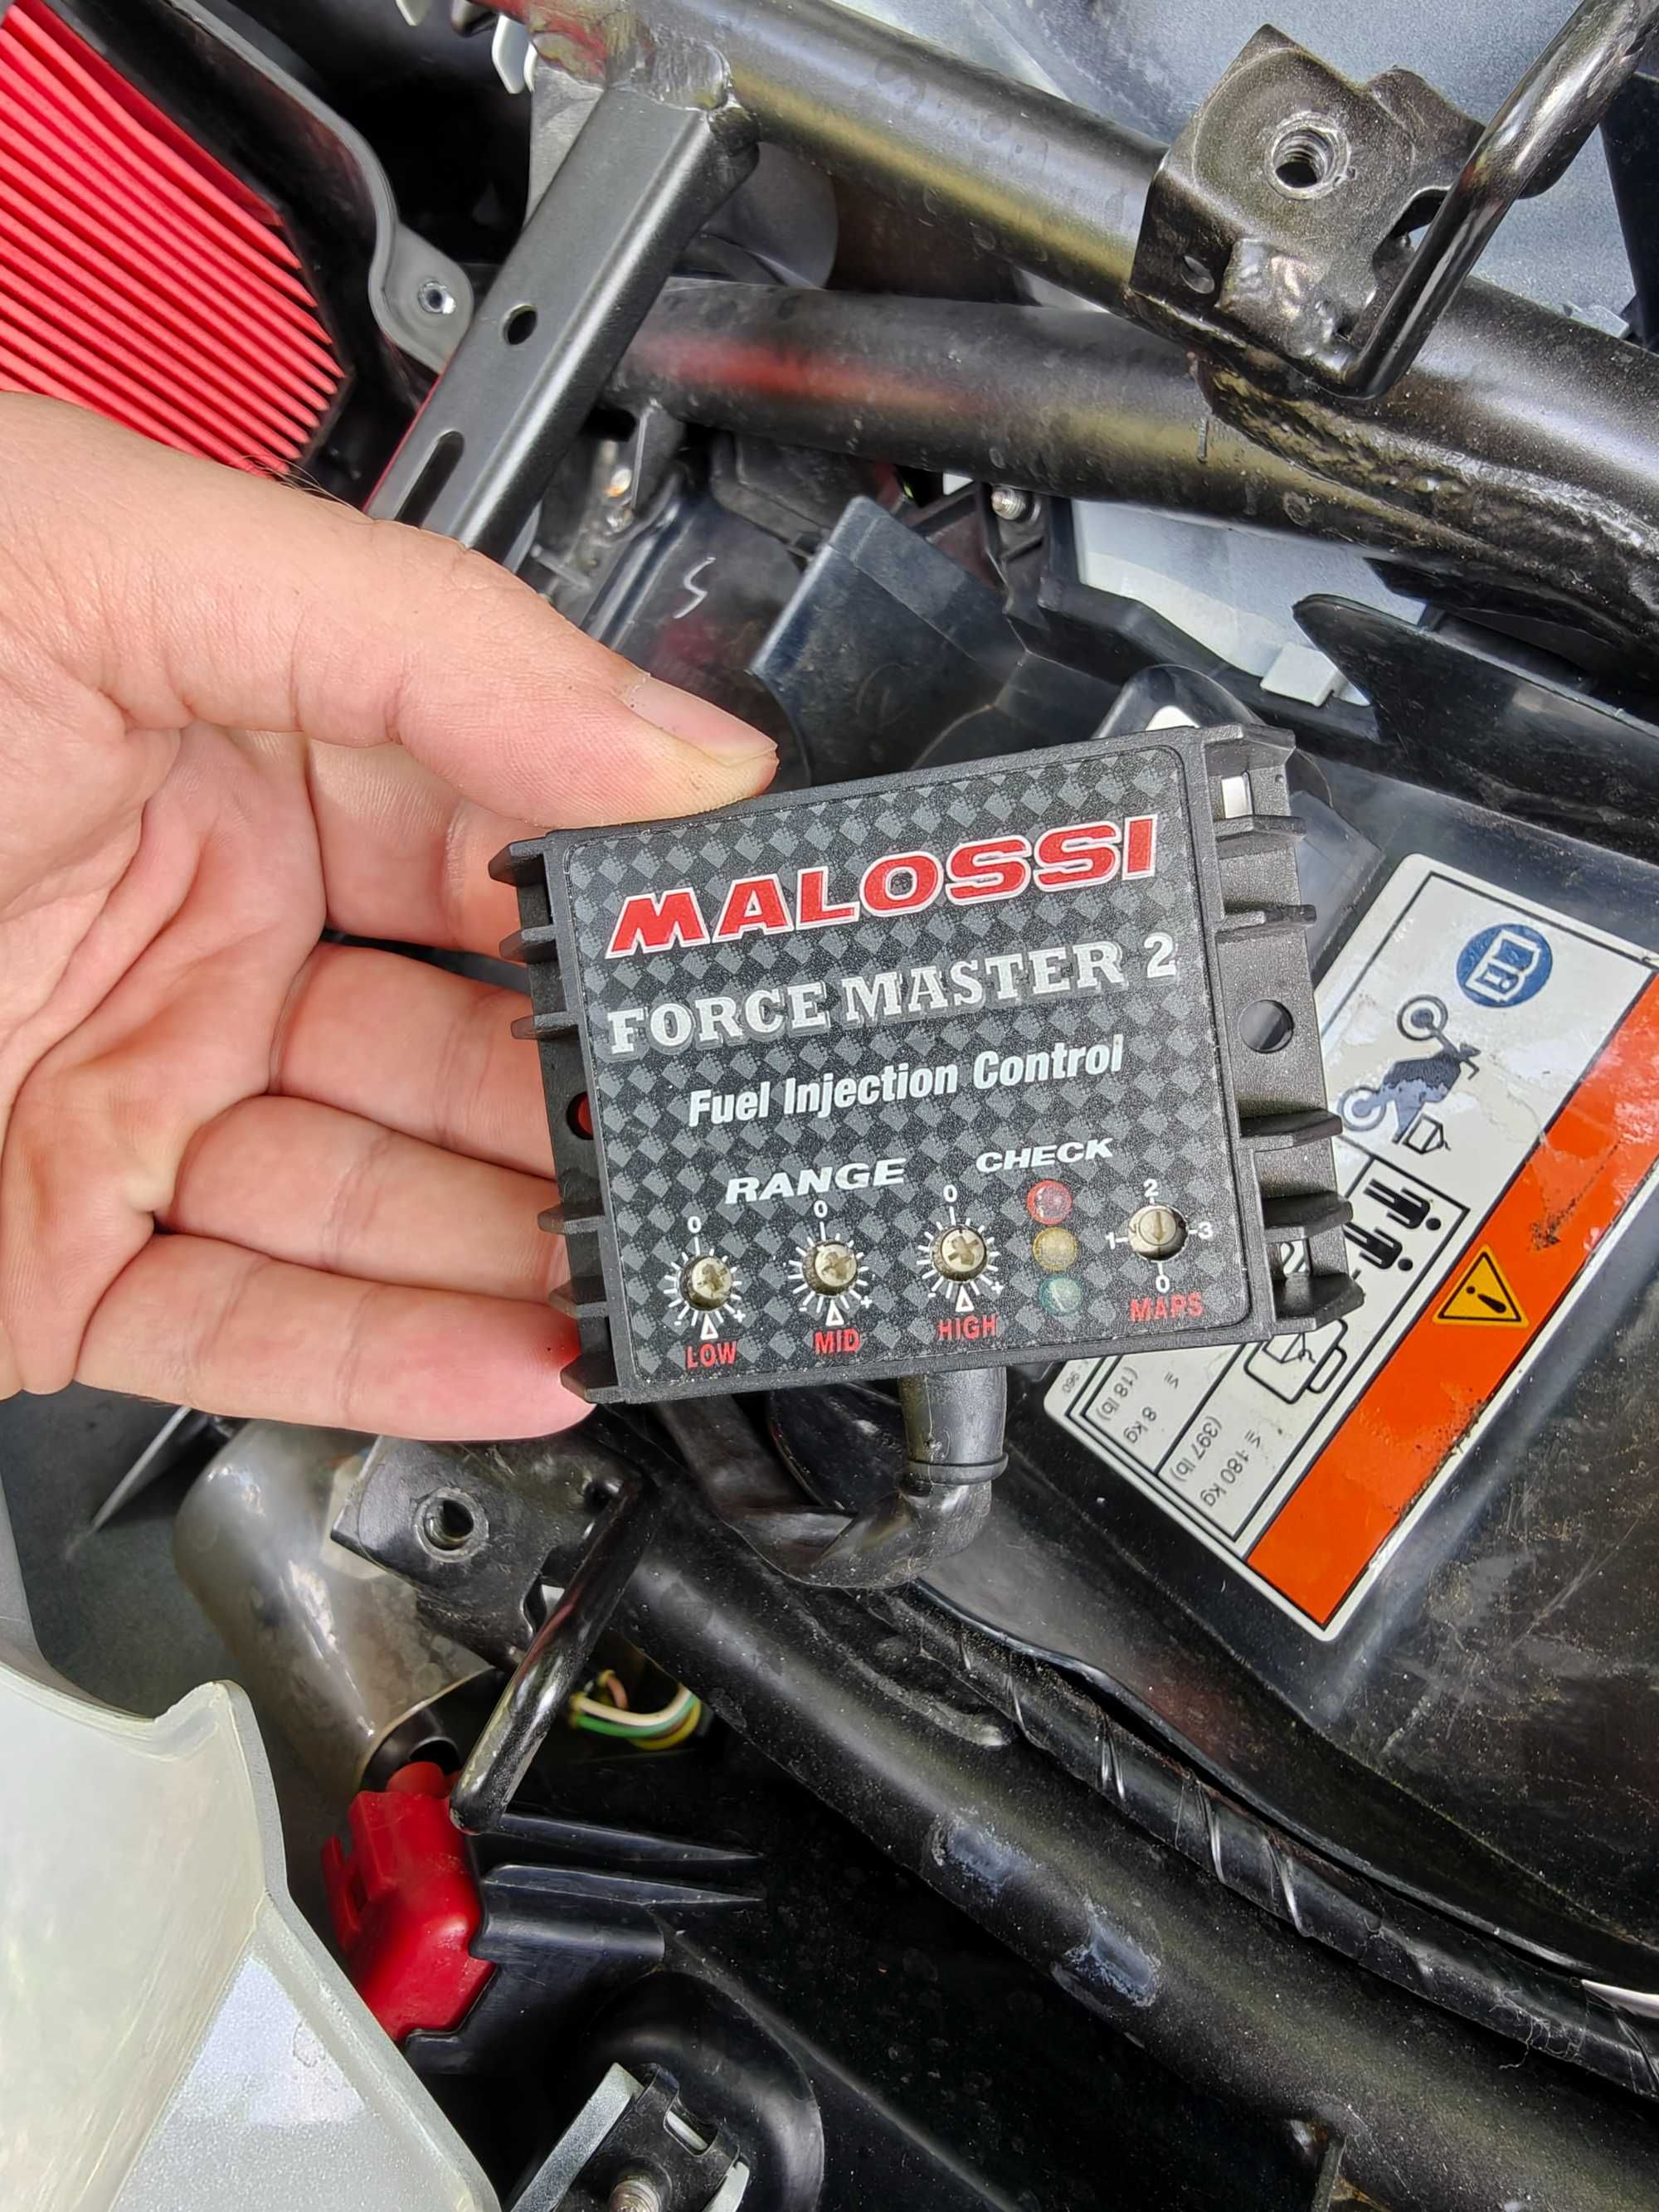 MALOSSI
FORCE MASTER 2
Fuel Injection Control
RANGE CHECK
0 0 0 2
1 3
0
- + - + - +
LOW MID HIGH MAPS
≤ 8 kg
(18 lb)
≤ 180 kg
(397 lb)
S